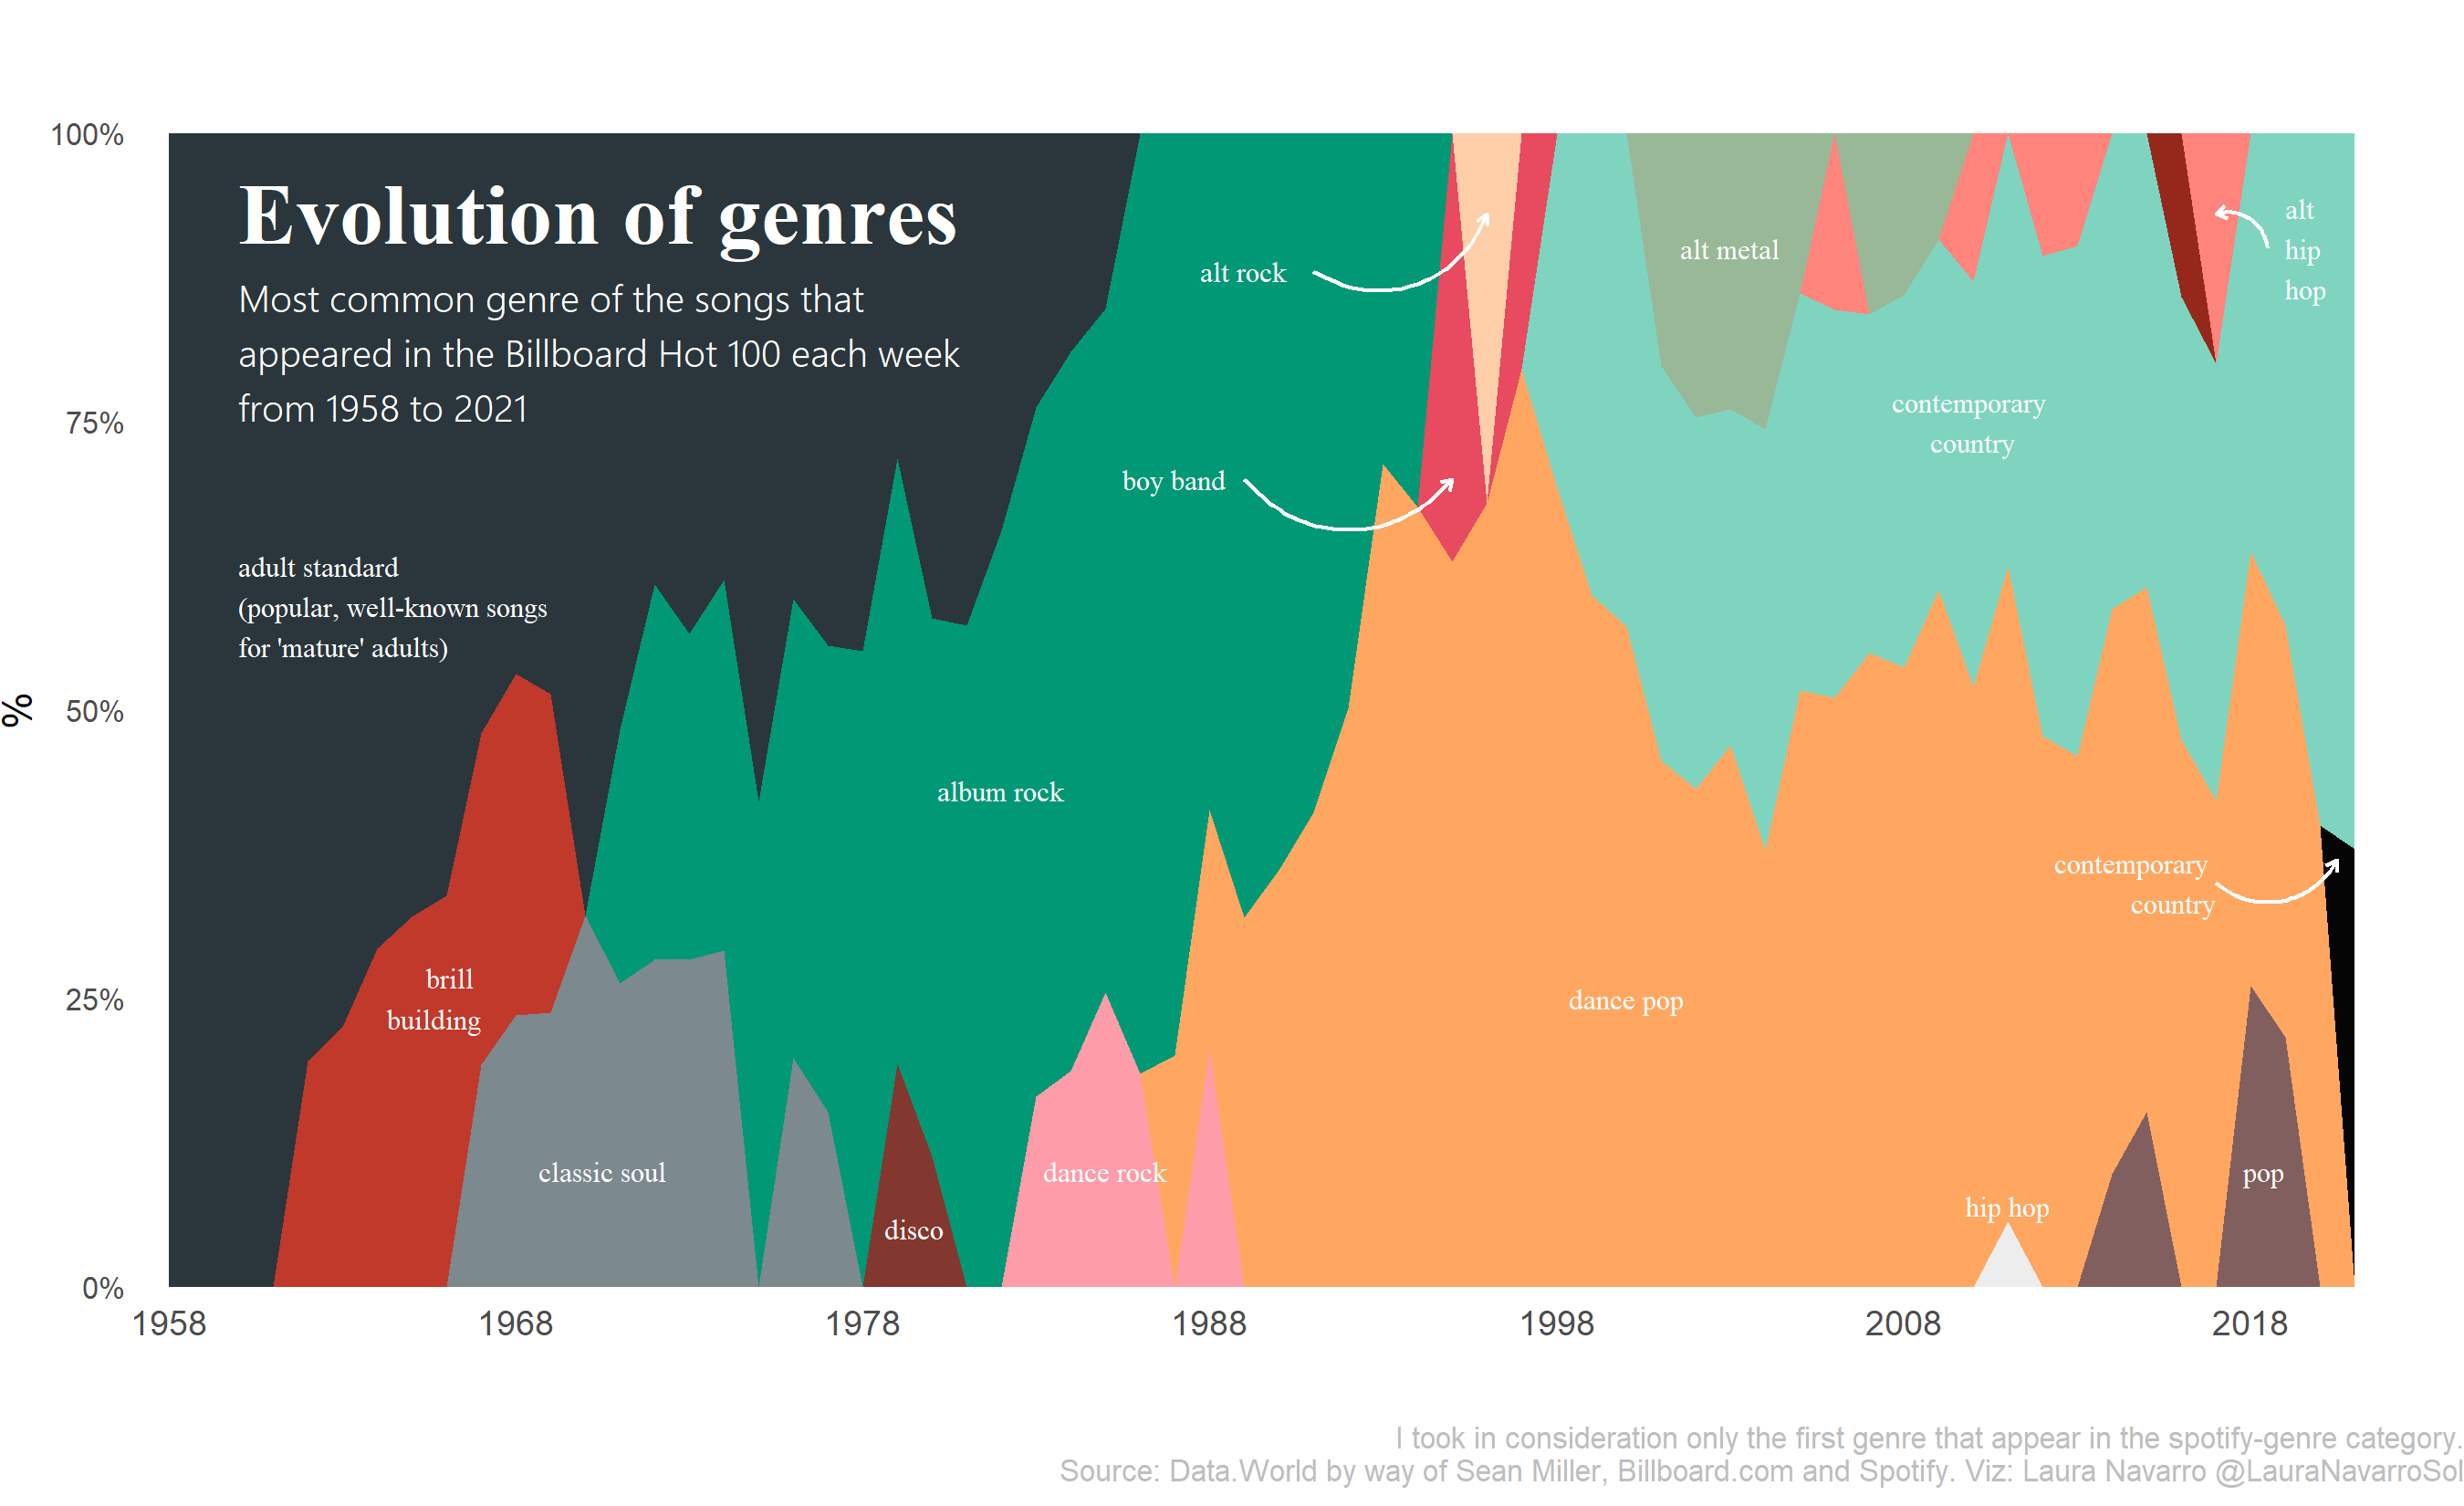 Evolution of genres
Most common genre of the songs that
appeared in the Billboard Hot 100 each week
from 1958 to 2021
100%
75%
50%
25%
0%
%
adult standard
(popular, well-known songs
for 'mature' adults)
brill
building
classic soul
disco
album rock
dance rock
alt rock
boy band
alt metal
contemporary
country
alt
hip
hop
dance pop
contemporary
country
hip hop
pop
1958
1968
1978
1988
1998
2008
2018
I took in consideration only the first genre that appear in the spotify-genre category.
Source: Data.World by way of Sean Miller, Billboard.com and Spotify. Viz: Laura Navarro @LauraNavarroSol